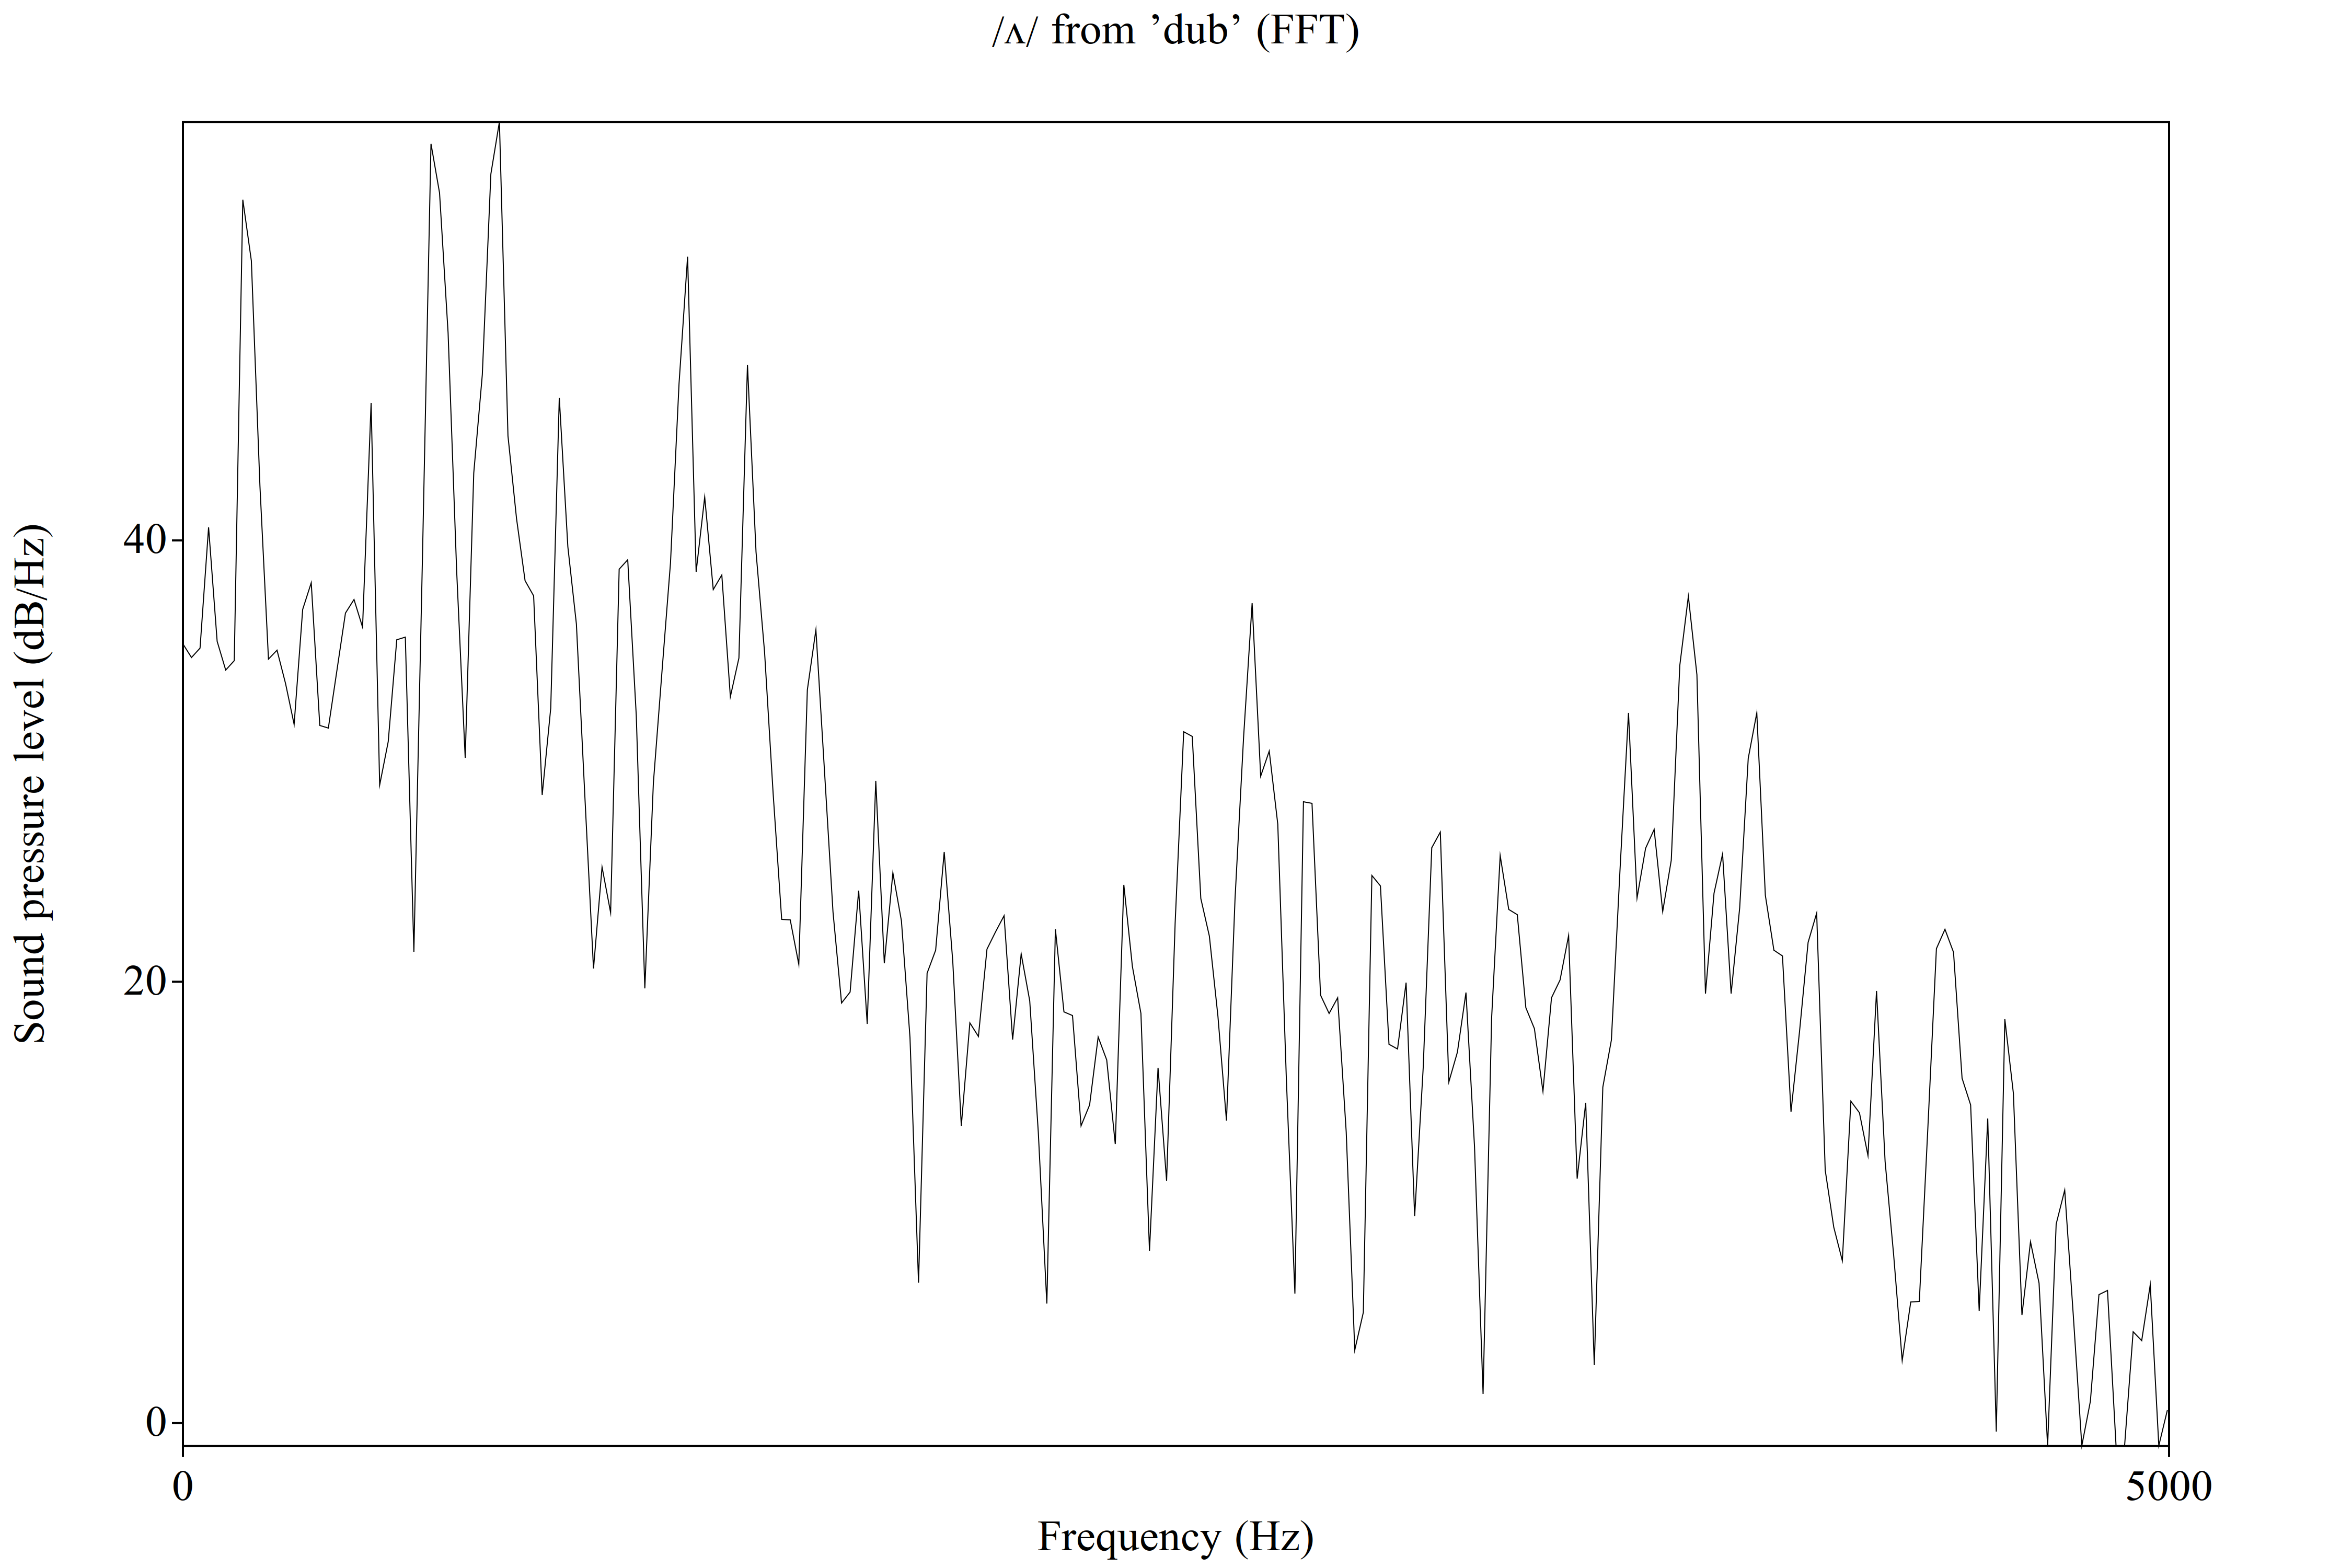 /ʌ/ from ’dub’ (FFT)
Sound pressure level (dB/Hz)
40
20
0
0
5000
Frequency (Hz)